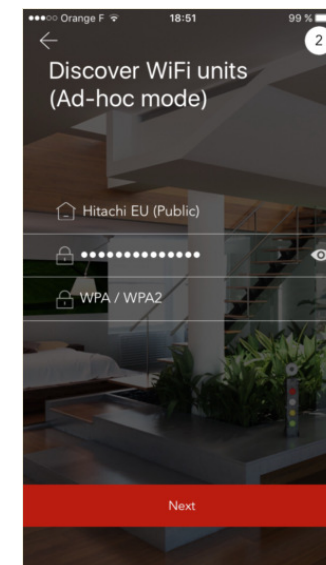 ●●●○○ Orange F 18:51 99 %
2
Discover WiFi units
(Ad-hoc mode)
Hitachi EU (Public)
●●●●●●●●●●●●●●
WPA / WPA2
Next